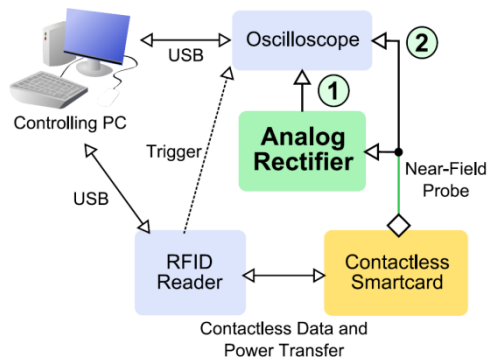 Oscilloscope
2
USB
1
Controlling PC
Analog
Rectifier
Trigger
Near-Field
Probe
USB
RFID
Reader
Contactless
Smartcard
Contactless Data and
Power Transfer